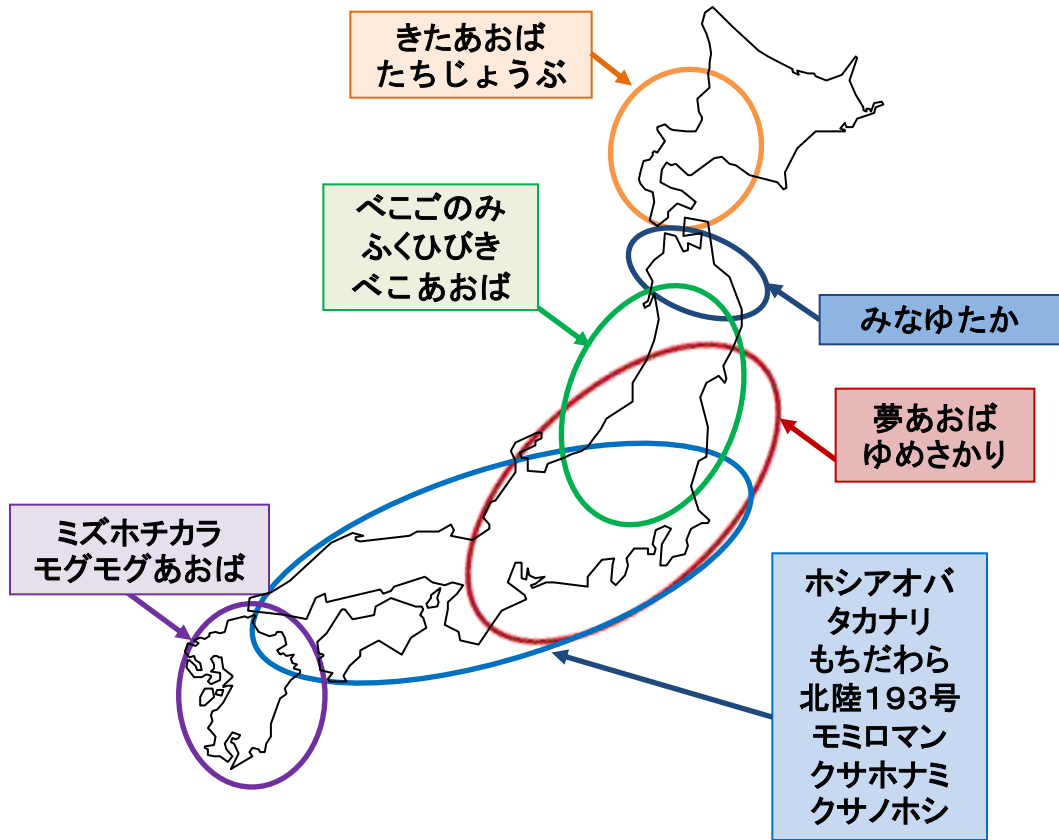 きたあおば
たちじょうぶ
べこごのみ
ふくひびき
べこあおば
みなゆたか
夢あおば
ゆめさかり
ミズホチカラ
モグモグあおば
ホシアオバ
タカナリ
もちだわら
北陸193号
モミロマン
クサホナミ
クサノホシ